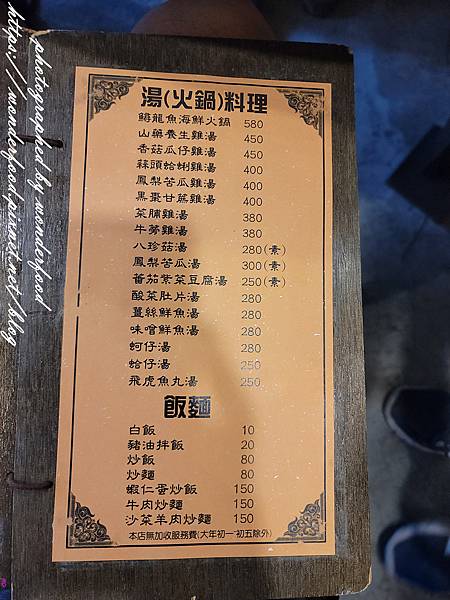 湯(火鍋)料理
鱘龍魚海鮮火鍋 580
山藥養生雞湯 450
香菇瓜仔雞湯 450
蒜頭蛤蜊雞湯 400
鳳梨苦瓜雞湯 400
黑棗甘蔗雞湯 400
菜脯雞湯 380
牛蒡雞湯 380
八珍菇湯 280(素)
鳳梨苦瓜湯 300(素)
蕃茄紫菜豆腐湯 250(素)
酸菜肚片湯 280
薑絲鮮魚湯 280
味噌鮮魚湯 280
蚵仔湯 280
蛤仔湯 250
飛虎魚丸湯 250
飯麵
白飯 10
豬油拌飯 20
炒飯 80
炒麵 80
蝦仁蛋炒飯 150
牛肉炒麵 150
沙茶羊肉炒麵 150
本店無加收服務費(大年初一~初五除外)
photographed by wonderfood
https://wonderfoodplanet.net/blog